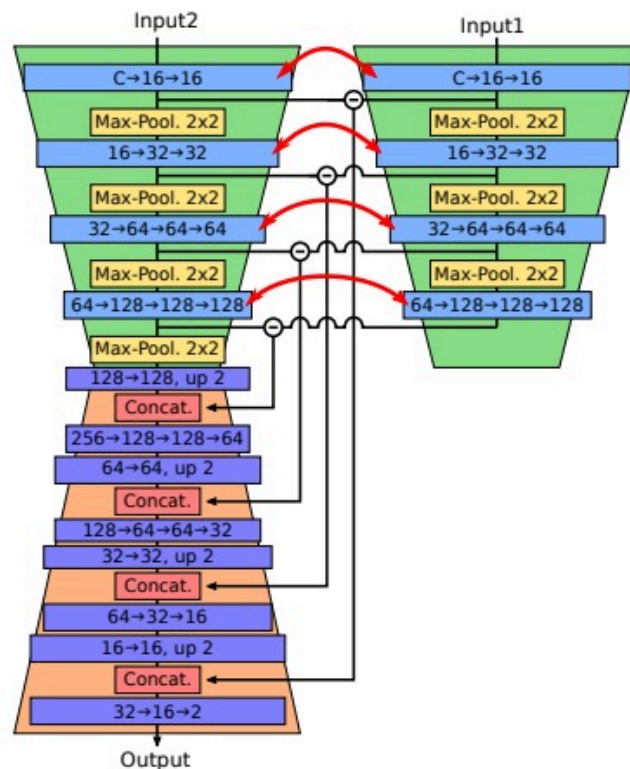 Input2
Input1
C→16→16
C→16→16
Max-Pool. 2x2
Max-Pool. 2x2
16→32→32
16→32→32
Max-Pool. 2x2
Max-Pool. 2x2
32→64→64→64
32→64→64→64
Max-Pool. 2x2
Max-Pool. 2x2
64→128→128→128
64→128→128→128
Max-Pool. 2x2
128→128, up 2
Concat.
256→128→128→64
64→64, up 2
Concat.
128→64→64→32
32→32, up 2
Concat.
64→32→16
16→16, up 2
Concat.
32→16→2
Output